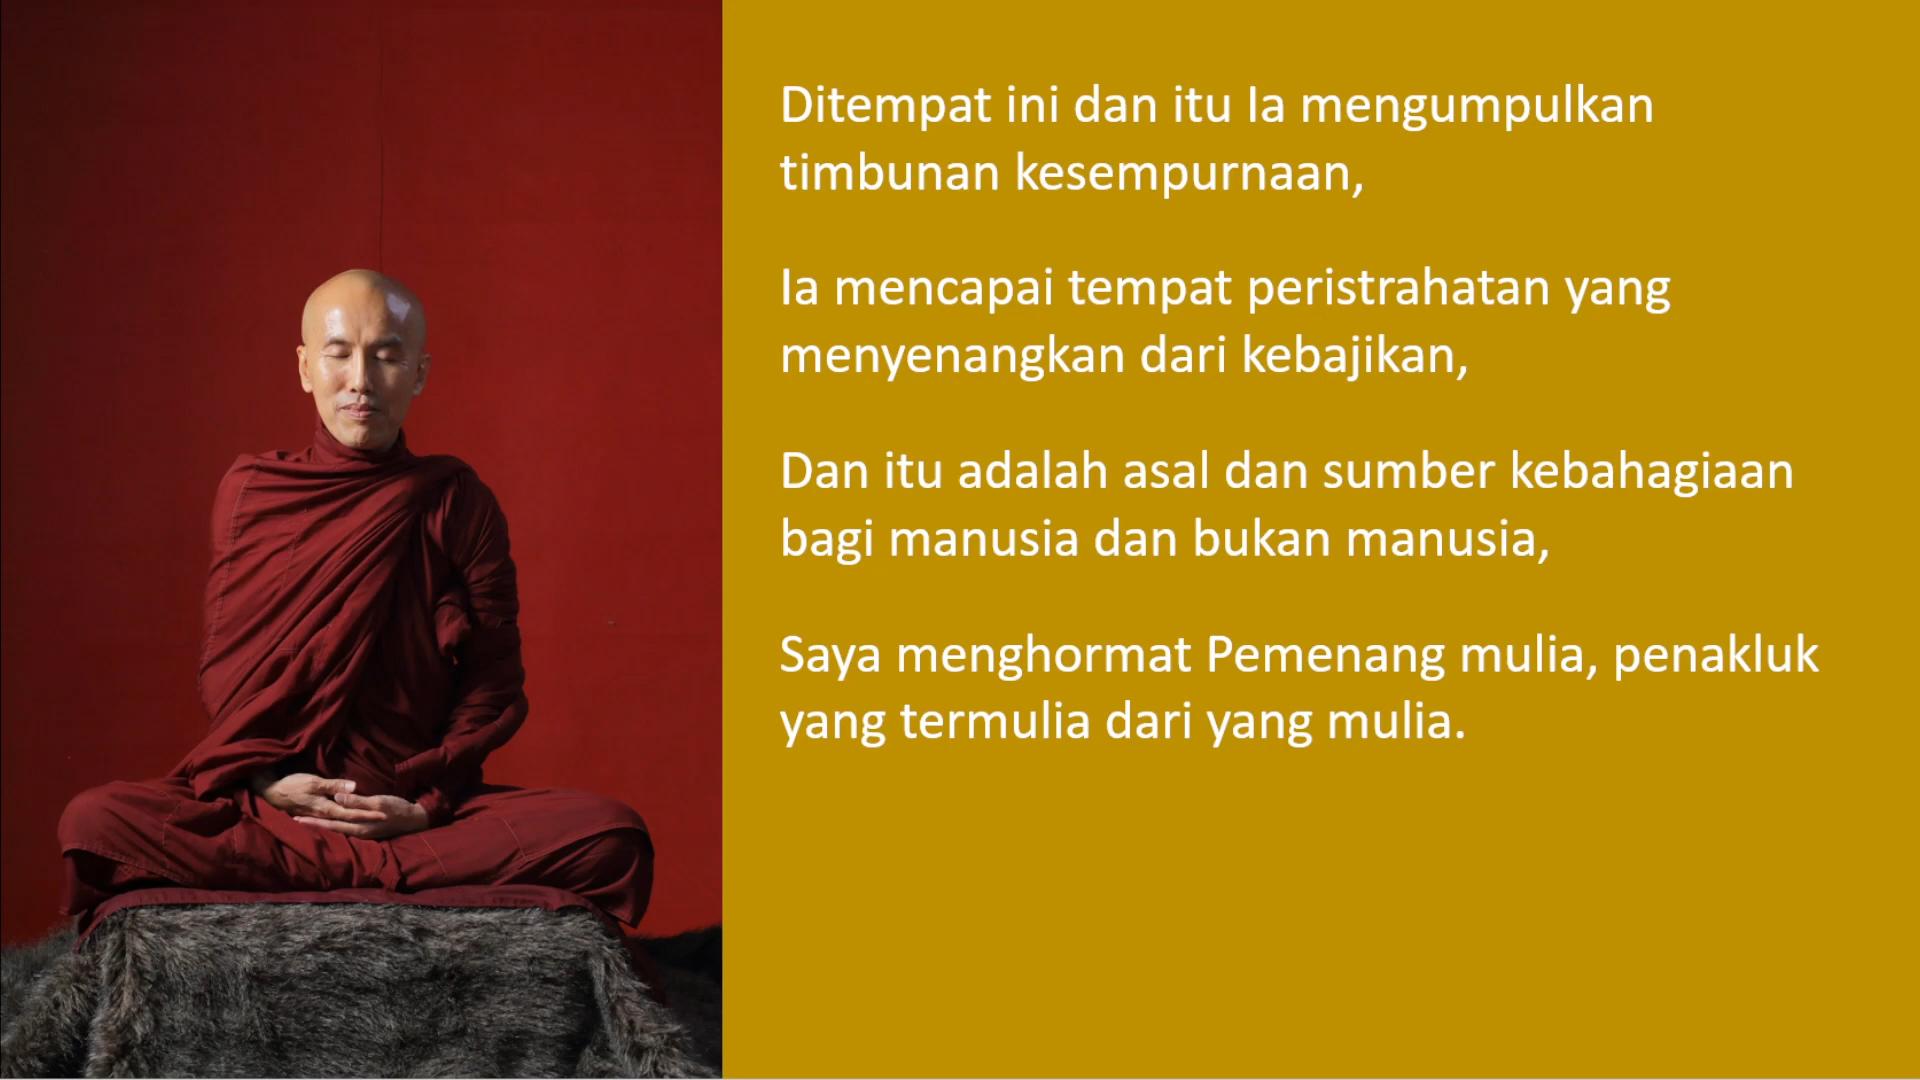 Ditempat ini dan itu Ia mengumpulkan
timbunan kesempurnaan,
Ia mencapai tempat peristrahatan yang
menyenangkan dari kebajikan,
Dan itu adalah asal dan sumber kebahagiaan
bagi manusia dan bukan manusia,
Saya menghormat Pemenang mulia, penakluk
yang termulia dari yang mulia.